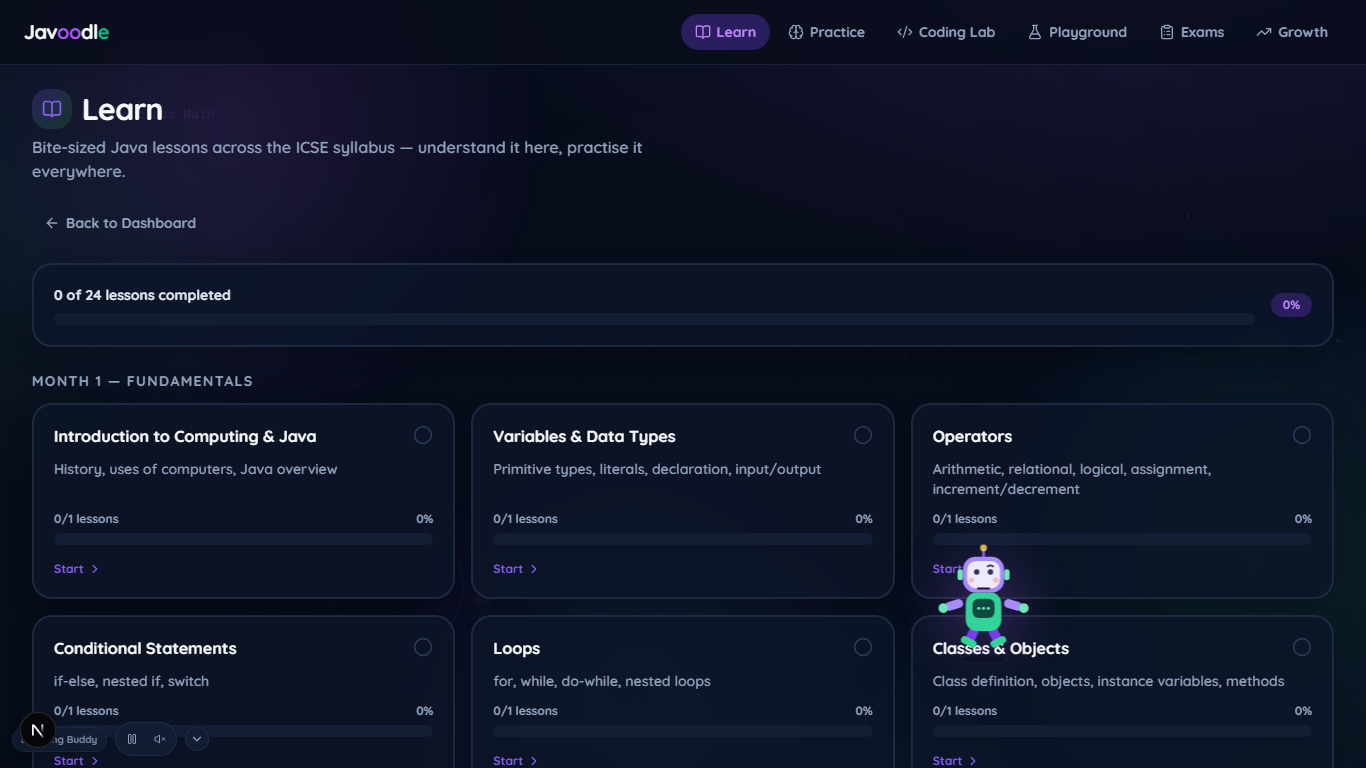 Javoodle
Learn
Practice
Coding Lab
Playground
Exams
Growth
Learn
Main
Bite-sized Java lessons across the ICSE syllabus — understand it here, practise it
everywhere.
Back to Dashboard
0 of 24 lessons completed
0%
MONTH 1 — FUNDAMENTALS
Introduction to Computing & Java
History, uses of computers, Java overview
0/1 lessons
0%
Start
Variables & Data Types
Primitive types, literals, declaration, input/output
0/1 lessons
0%
Start
Operators
Arithmetic, relational, logical, assignment,
increment/decrement
0/1 lessons
0%
Start
Conditional Statements
if-else, nested if, switch
0/1 lessons
0%
Start
Loops
for, while, do-while, nested loops
0/1 lessons
0%
Start
Classes & Objects
Class definition, objects, instance variables, methods
0/1 lessons
0%
Start
N
Buddy